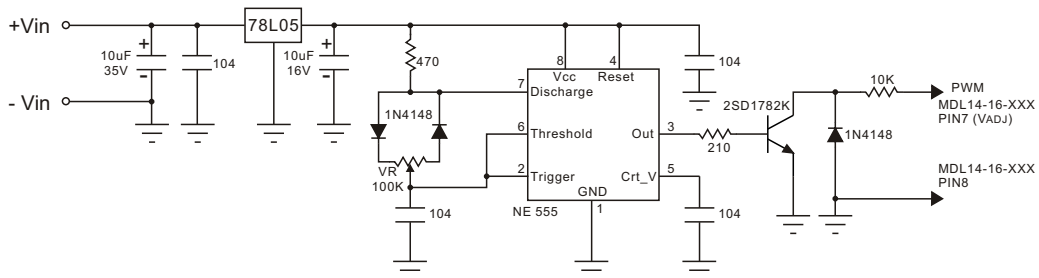 +Vin
78L05
10uF
35V
104
10uF
16V
470
104
8
4
Vcc
Reset
7
Discharge
1N4148
2SD1782K
10K
PWM
MDL14-16-XXX
PIN7 (VADJ)
6
Threshold
Out
3
210
1N4148
- Vin
VR
100K
2
Trigger
Crt_V
5
MDL14-16-XXX
PIN8
GND
104
NE 555
1
104
+
-
+
-